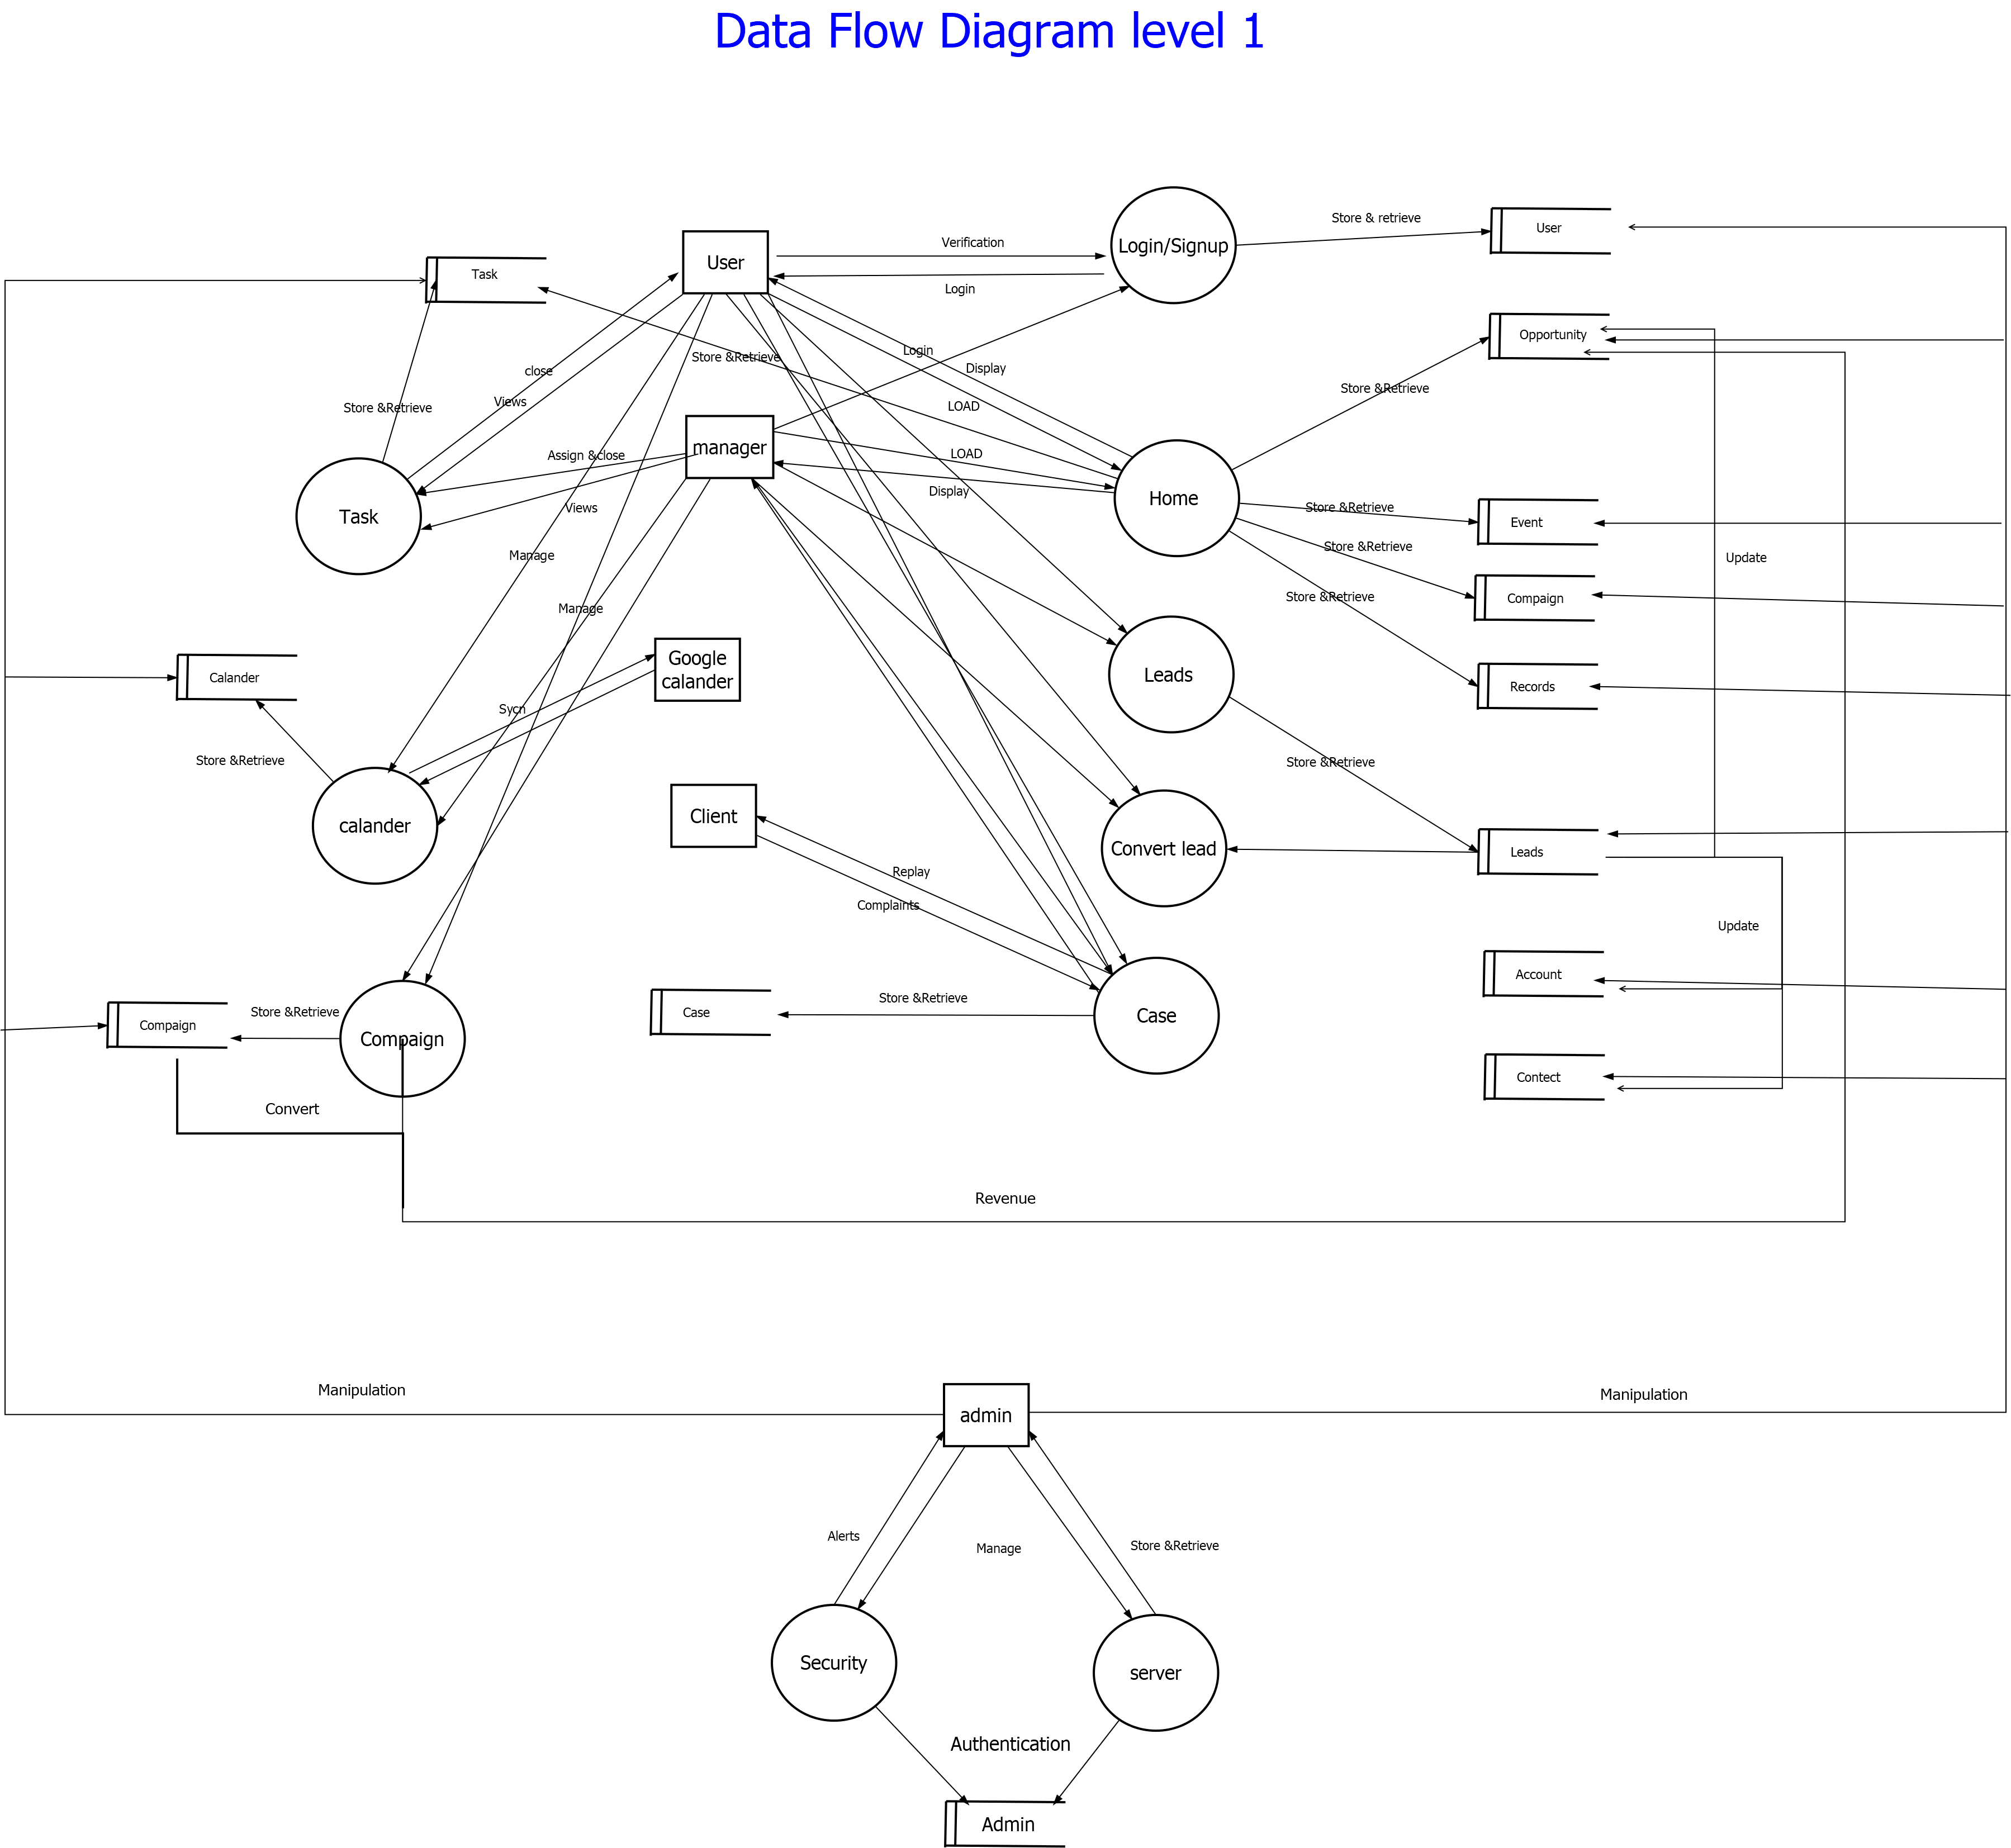 Data Flow Diagram level 1
Login/Signup
Store & retrieve
User
User
Verification
Login
Task
Opportunity
Store &Retrieve
Login
Display
close
Views
Store &Retrieve
LOAD
Store &Retrieve
manager
Assign &close
LOAD
Display
Home
Task
Views
Store &Retrieve
Event
Manage
Store &Retrieve
Update
Manage
Store &Retrieve
Compaign
Google
calander
Calander
Leads
Records
Sycn
Store &Retrieve
Store &Retrieve
Client
calander
Convert lead
Leads
Replay
Complaints
Update
Account
Compaign
Store &Retrieve
Compaign
Case
Store &Retrieve
Case
Contect
Convert
Revenue
Manipulation
Manipulation
admin
Alerts
Manage
Store &Retrieve
Security
server
Authentication
Admin